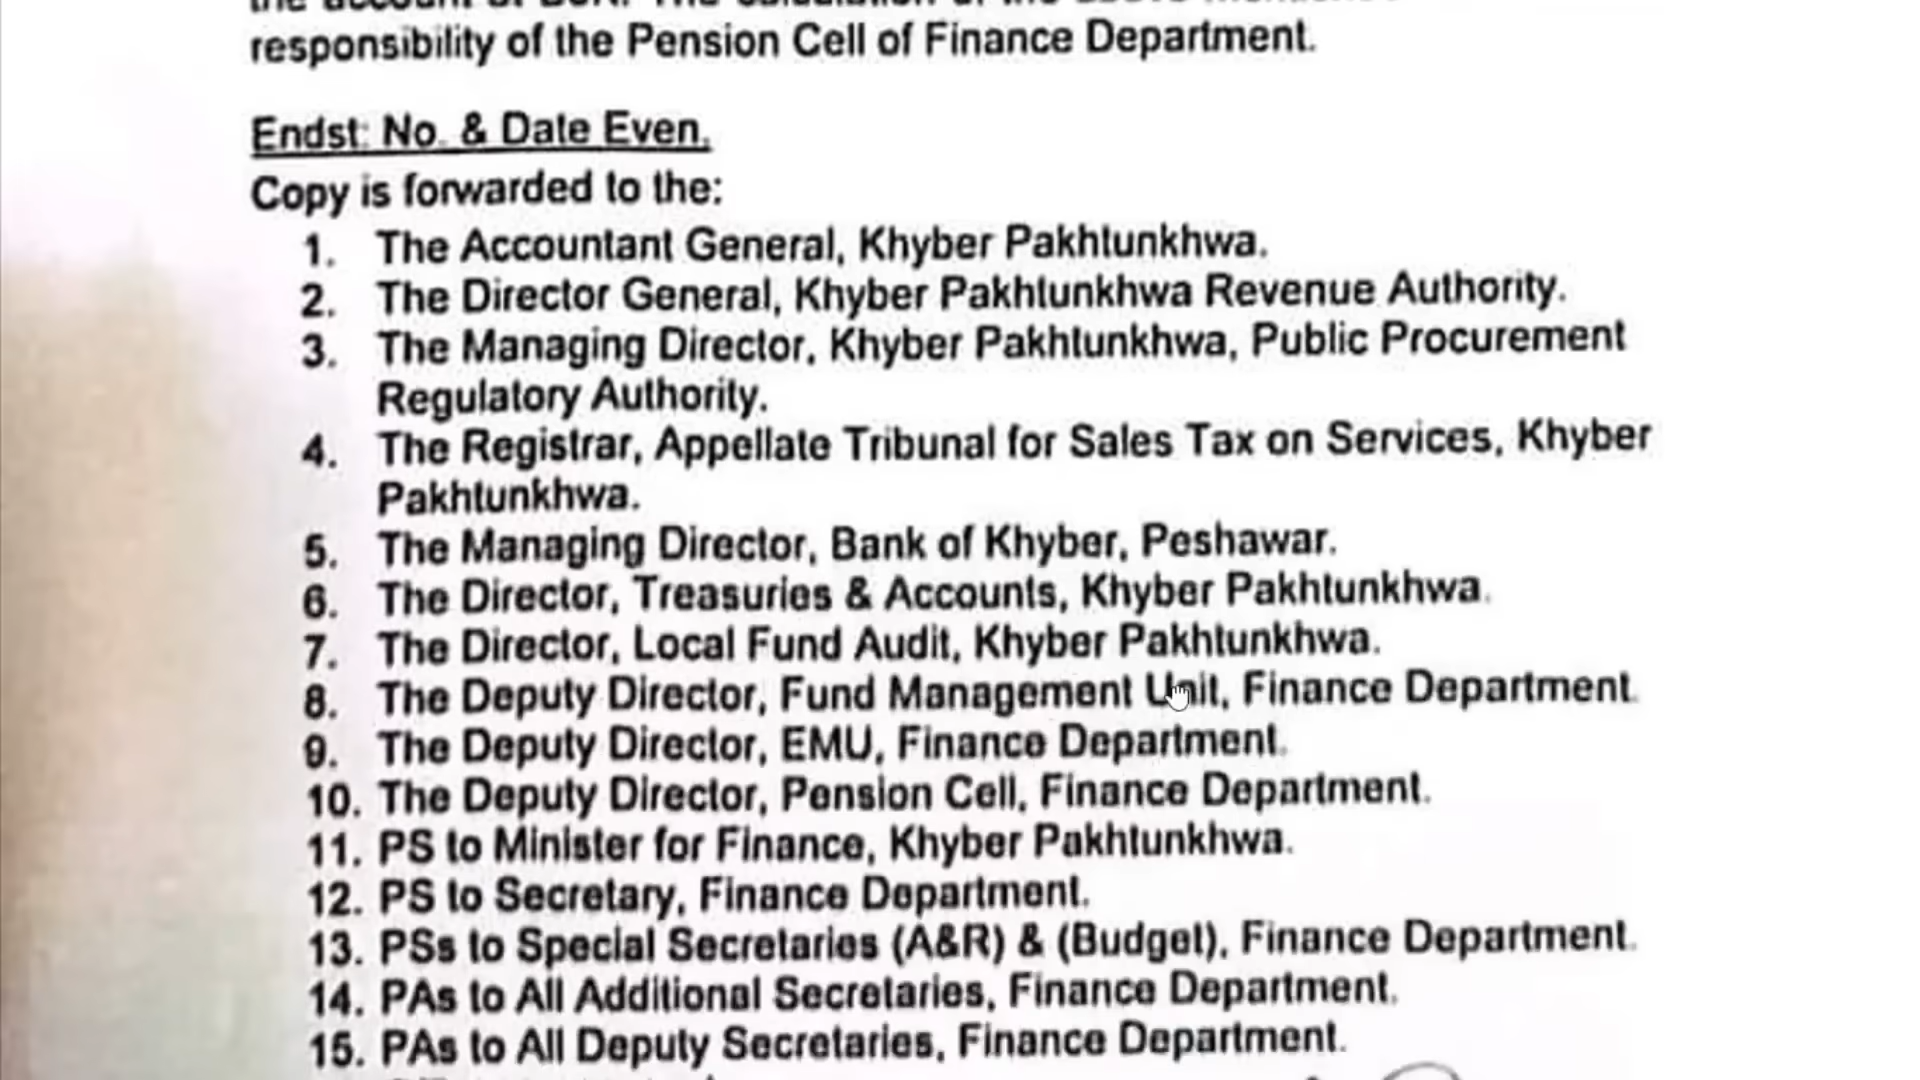 responsibility of the Pension Cell of Finance Department.
Endst: No. & Date Even.
Copy is forwarded to the:
1. The Accountant General, Khyber Pakhtunkhwa.
2. The Director General, Khyber Pakhtunkhwa Revenue Authority.
3. The Managing Director, Khyber Pakhtunkhwa, Public Procurement
Regulatory Authority.
4. The Registrar, Appellate Tribunal for Sales Tax on Services, Khyber
Pakhtunkhwa.
5. The Managing Director, Bank of Khyber, Peshawar.
6. The Director, Treasuries & Accounts, Khyber Pakhtunkhwa.
7. The Director, Local Fund Audit, Khyber Pakhtunkhwa.
8. The Deputy Director, Fund Management Unit, Finance Department.
9. The Deputy Director, EMU, Finance Department.
10. The Deputy Director, Pension Cell, Finance Department.
11. PS to Minister for Finance, Khyber Pakhtunkhwa.
12. PS to Secretary, Finance Department.
13. PSs to Special Secretaries (A&R) & (Budget), Finance Department.
14. PAs to All Additional Secretaries, Finance Department.
15. PAs to All Deputy Secretaries, Finance Department.